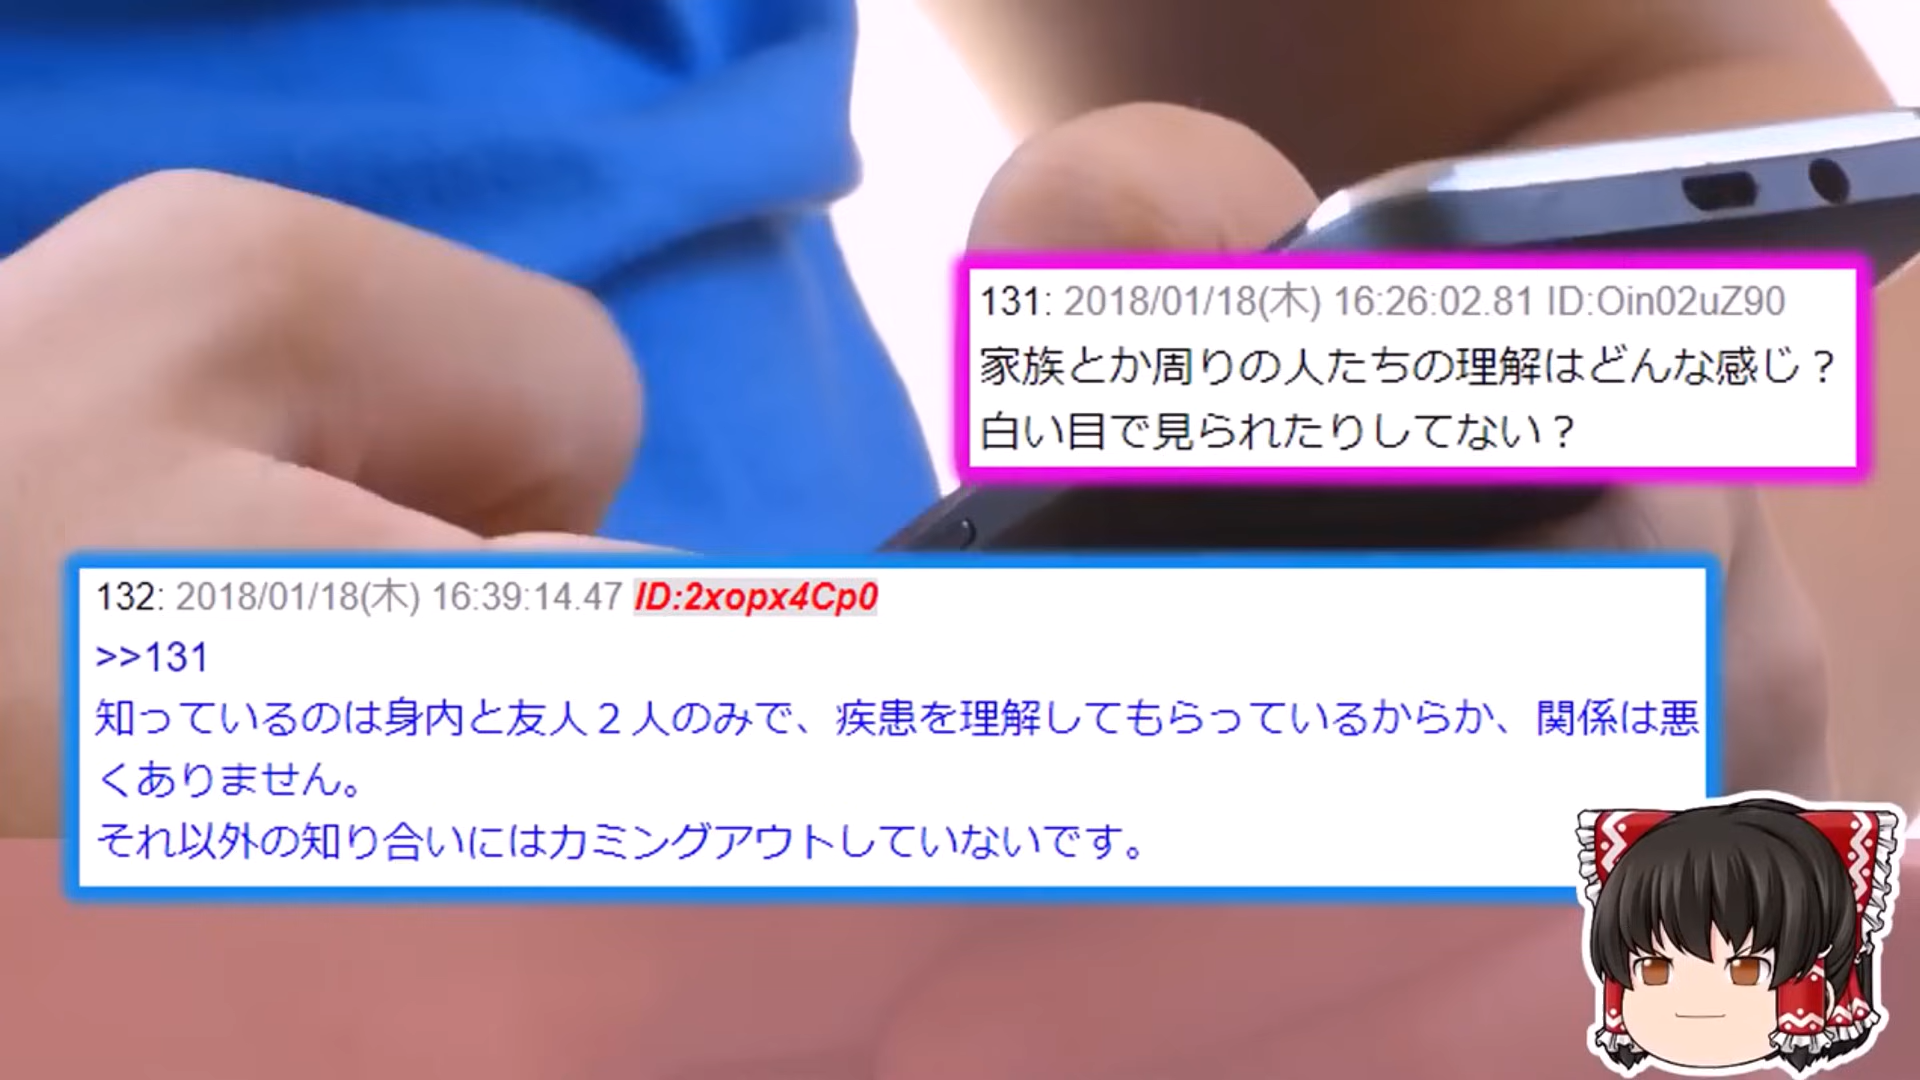 131: 2018/01/18(木) 16:26:02.81 ID:Oin02uZ90
家族とか周りの人たちの理解はどんな感じ？
白い目で見られたりしてない？
132: 2018/01/18(木) 16:39:14.47 ID:2xopx4Cp0
>>131
知っているのは身内と友人２人のみで、疾患を理解してもらっているからか、関係は悪
くありません。
それ以外の知り合いにはカミングアウトしていないです。